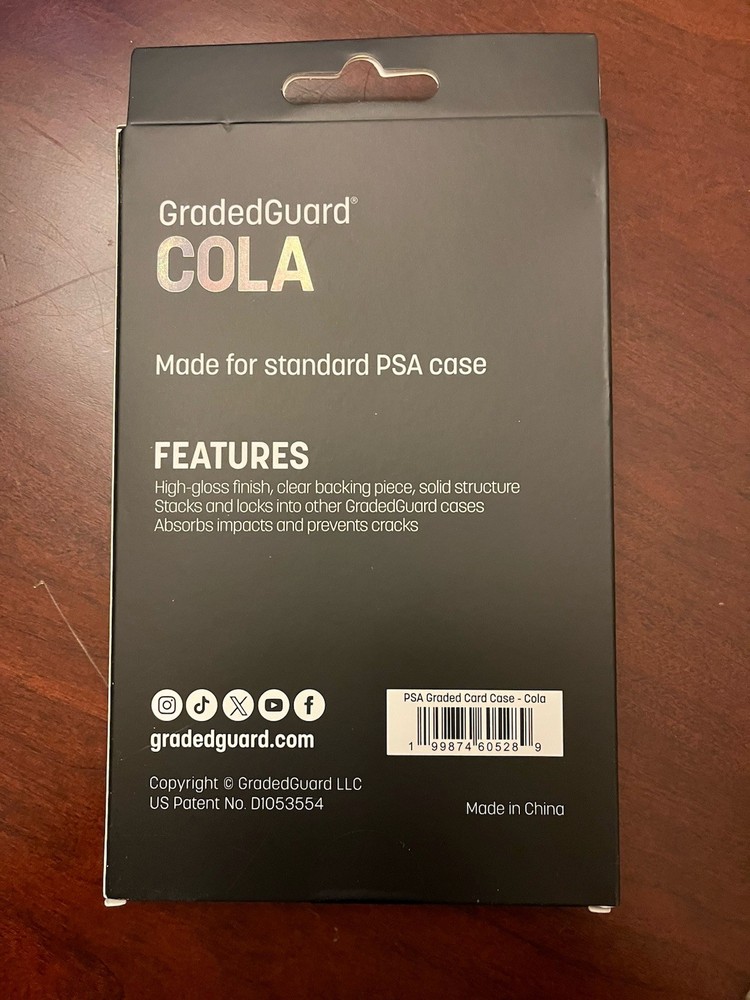 GradedGuard®
COLA
Made for standard PSA case
FEATURES
High-gloss finish, clear backing piece, solid structure
Stacks and locks into other GradedGuard cases
Absorbs impacts and prevents cracks
gradedguard.com
PSA Graded Card Case - Cola
1 99874 60528 9
Copyright © GradedGuard LLC
US Patent No. D1053554
Made in China